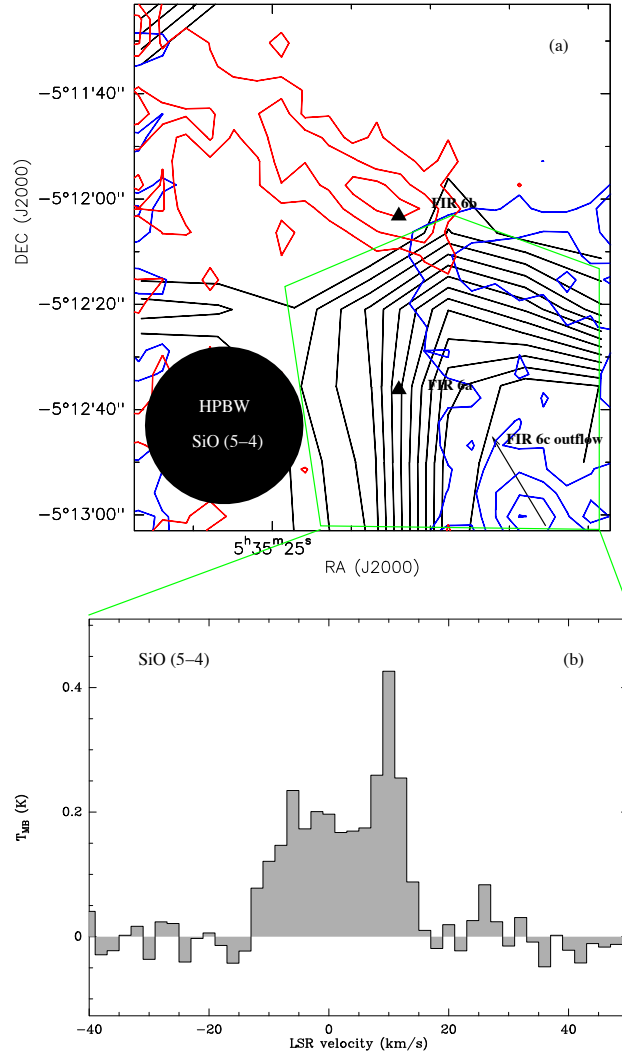 (a)
−5°11'40"
−5°12'00"
−5°12'20"
−5°12'40"
−5°13'00"
DEC (J2000)
FIR 6b
FIR 6a
FIR 6c outflow
HPBW
SiO (5−4)
5ʰ35ᵐ25ˢ
RA (J2000)
SiO (5−4)
(b)
0.4
0.2
0
T_MB (K)
−40 −20 0 20 40
LSR velocity (km/s)